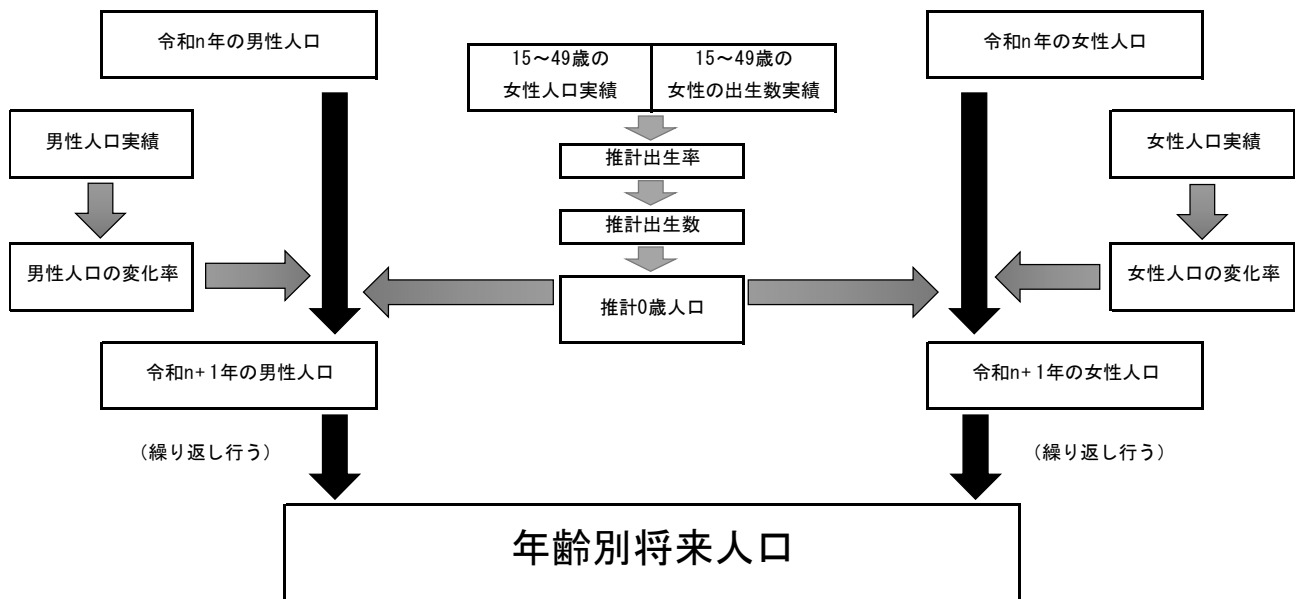 令和n年の男性人口
15～49歳の
女性人口実績
15～49歳の
女性の出生数実績
令和n年の女性人口
男性人口実績
推計出生率
女性人口実績
推計出生数
男性人口の変化率
推計0歳人口
女性人口の変化率
令和n+1年の男性人口
令和n+1年の女性人口
（繰り返し行う）
（繰り返し行う）
年齢別将来人口